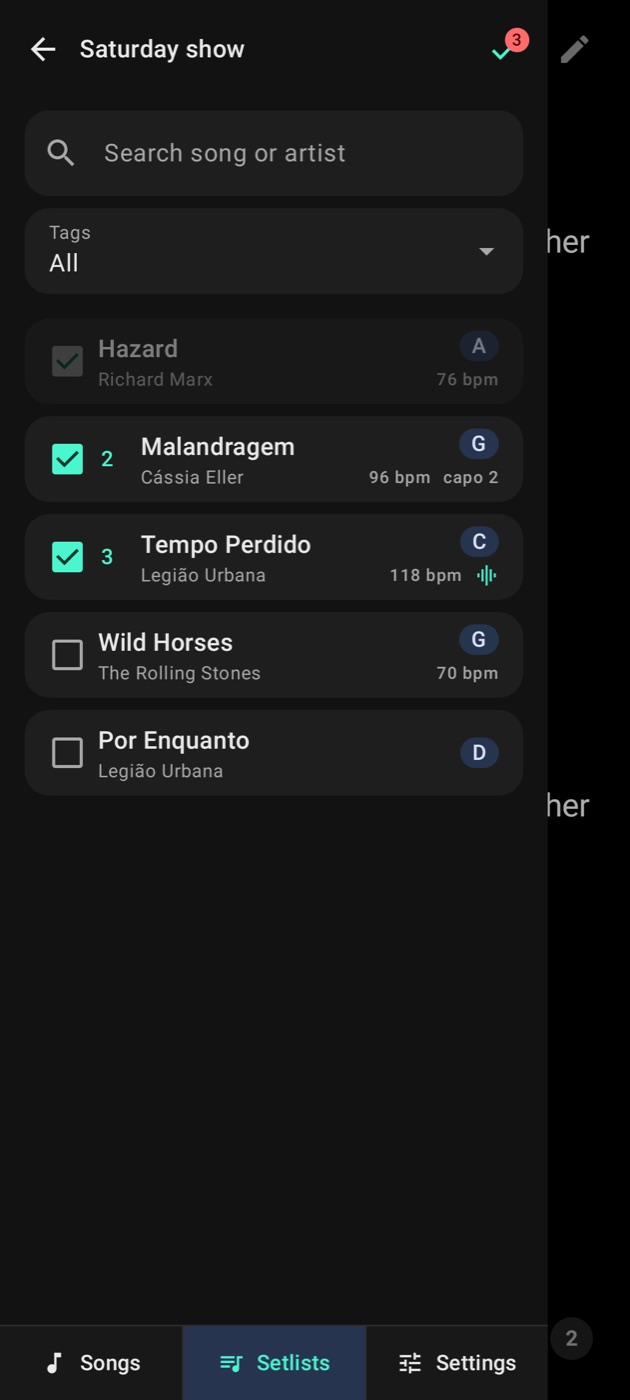 Saturday show
3
Search song or artist
Tags
All
her
Hazard
A
Richard Marx
76 bpm
2
Malandragem
G
Cássia Eller
96 bpm capo 2
3
Tempo Perdido
C
Legião Urbana
118 bpm
Wild Horses
G
The Rolling Stones
70 bpm
Por Enquanto
D
Legião Urbana
her
2
Songs
Setlists
Settings